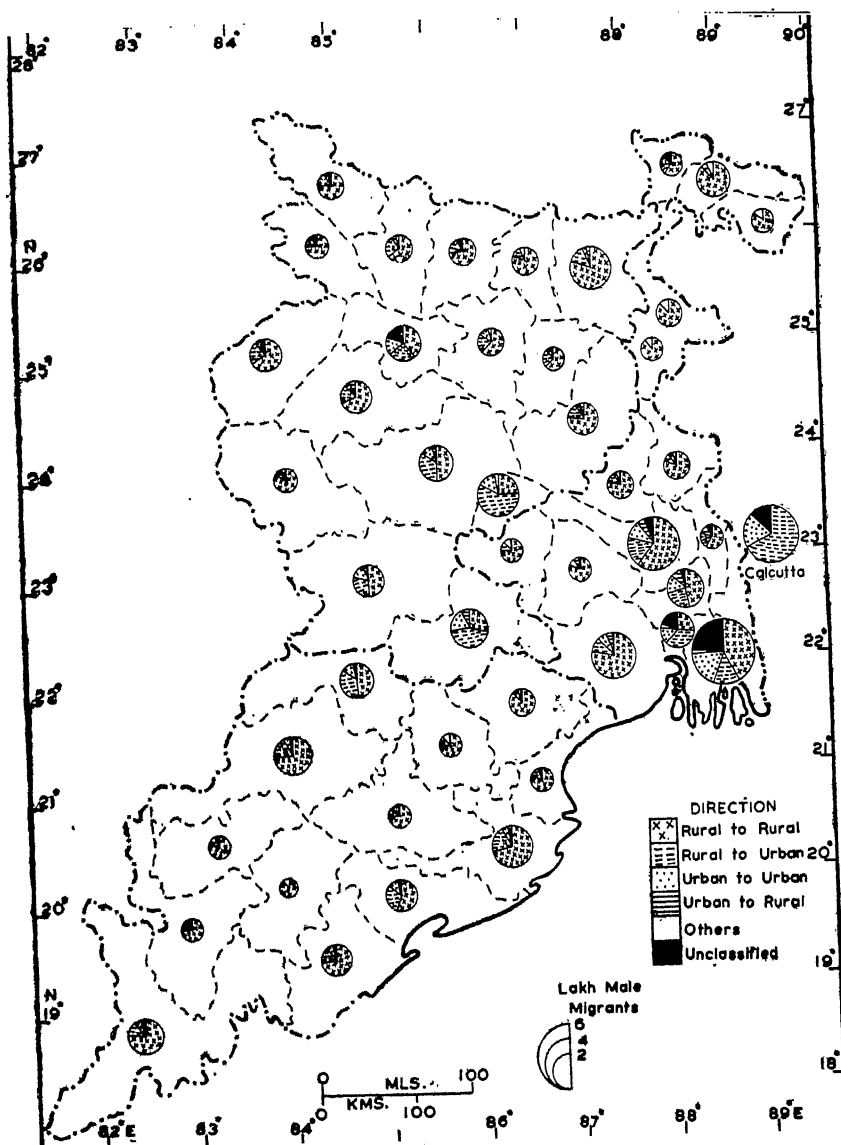 83° 84° 85° 89° 89° 90°
82°
28°
27° 27°
N
26°
25° 25°
24° 24°
23° 23°
Calcutta
22° 22°
21° 21°
DIRECTION
Rural to Rural
Rural to Urban
20°
Urban to Urban
Urban to Rural
20°
Others
Unclassified
19°
Lakh Male
Migrants
N
19°
6
4
2
18°
0 MLS. 100
0 KMS. 100
82°E 83° 84° 86° 87° 88° 89°E